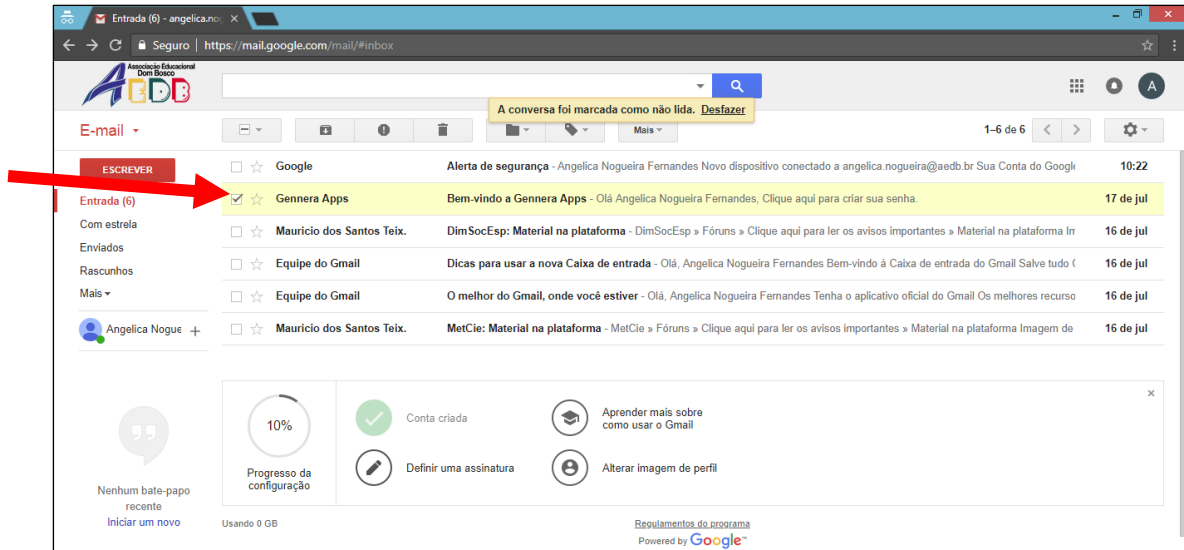 Entrada (6) - angelica.nog
Seguro | https://mail.google.com/mail/#inbox
Associação Educacional
Dom Bosco
AEDB
A conversa foi marcada como não lida. Desfazer
A
E-mail
Mais
1–6 de 6
ESCREVER
Entrada (6)
Com estrela
Enviados
Rascunhos
Mais
Angelica Nogue +
Google Alerta de segurança - Angelica Nogueira Fernandes Novo dispositivo conectado a angelica.nogueira@aedb.br Sua Conta do Google 10:22
Gennera Apps Bem-vindo a Gennera Apps - Olá Angelica Nogueira Fernandes, Clique aqui para criar sua senha. 17 de jul
Mauricio dos Santos Teix. DimSocEsp: Material na plataforma - DimSocEsp » Fóruns » Clique aqui para ler os avisos importantes » Material na plataforma Im 16 de jul
Equipe do Gmail Dicas para usar a nova Caixa de entrada - Olá, Angelica Nogueira Fernandes Bem-vindo à Caixa de entrada do Gmail Salve tudo 16 de jul
Equipe do Gmail O melhor do Gmail, onde você estiver - Olá, Angelica Nogueira Fernandes Tenha o aplicativo oficial do Gmail Os melhores recurso 16 de jul
Mauricio dos Santos Teix. MetCie: Material na plataforma - MetCie » Fóruns » Clique aqui para ler os avisos importantes » Material na plataforma Imagem de 16 de jul
10%
Progresso da
configuração
Conta criada
Aprender mais sobre
como usar o Gmail
Definir uma assinatura
Alterar imagem de perfil
Nenhum bate-papo
recente
Iniciar um novo
Usando 0 GB
Regulamentos do programa
Powered by Google™